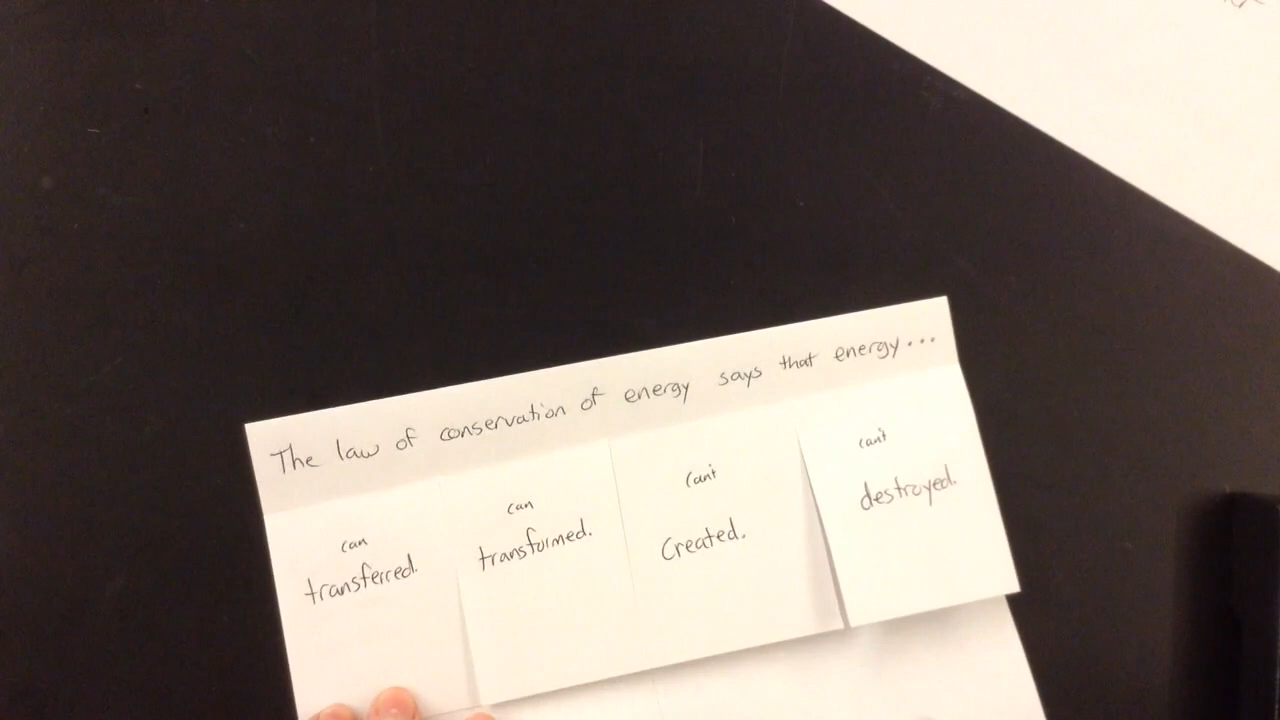 The law of conservation of energy says that energy...
can
transferred.
can
transformed.
can't
Created.
can't
destroyed.